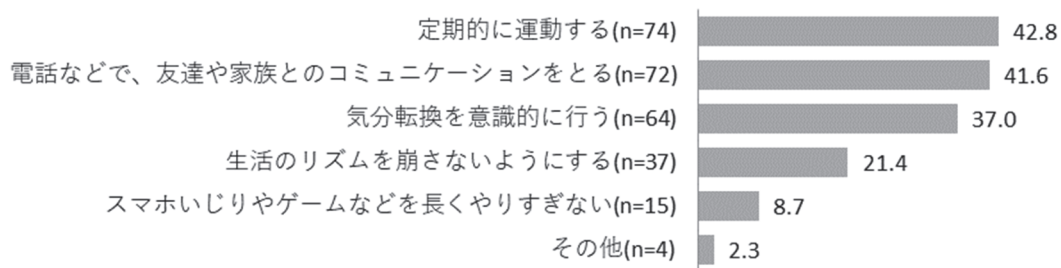 定期的に運動する(n=74) 42.8
電話などで、友達や家族とのコミュニケーションをとる(n=72) 41.6
気分転換を意識的に行う(n=64) 37.0
生活のリズムを崩さないようにする(n=37) 21.4
スマホいじりやゲームなどを長くやりすぎない(n=15) 8.7
その他(n=4) 2.3